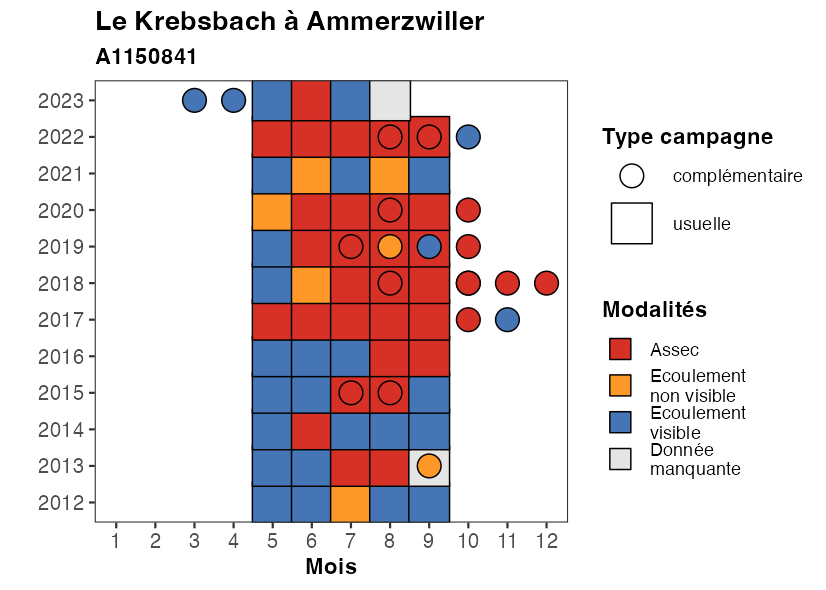 Le Krebsbach à Ammerzwiller
A1150841
2023
2022
2021
2020
2019
2018
2017
2016
2015
2014
2013
2012
1 2 3 4 5 6 7 8 9 10 11 12
Mois
Type campagne
complémentaire
usuelle
Modalités
Assec
Ecoulement
non visible
Ecoulement
visible
Donnée
manquante